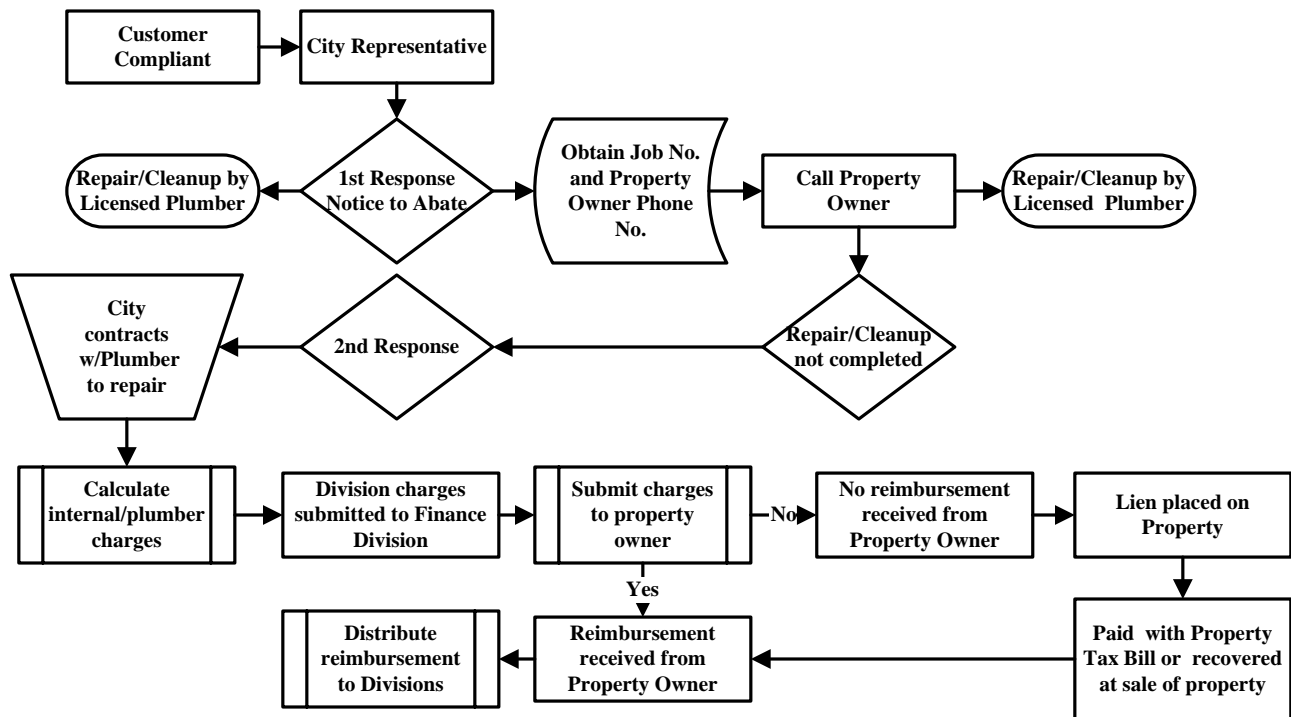 Customer
Compliant
City Representative
Repair/Cleanup by
Licensed Plumber
1st Response
Notice to Abate
Obtain Job No.
and Property
Owner Phone
No.
Call Property
Owner
Repair/Cleanup by
Licensed Plumber
City
contracts
w/Plumber
to repair
2nd Response
Repair/Cleanup
not completed
Calculate
internal/plumber
charges
Division charges
submitted to Finance
Division
Submit charges
to property
owner
No
No reimbursement
received from
Property Owner
Lien placed on
Property
Yes
Distribute
reimbursement
to Divisions
Reimbursement
received from
Property Owner
Paid with Property
Tax Bill or recovered
at sale of property